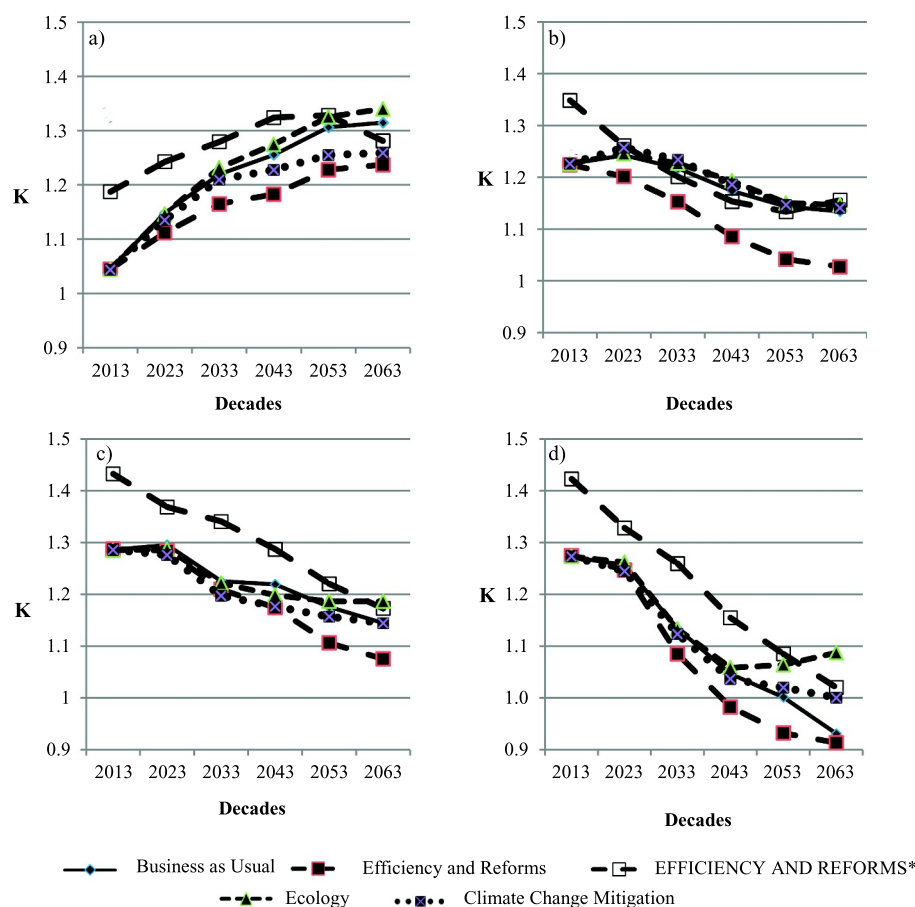 a)
1.5
1.4
1.3
1.2
1.1
1
0.9
K
2013 2023 2033 2043 2053 2063
Decades
b)
1.5
1.4
1.3
1.2
1.1
1
0.9
K
2013 2023 2033 2043 2053 2063
Decades
c)
1.5
1.4
1.3
1.2
1.1
1.0
0.9
K
2013 2023 2033 2043 2053 2063
Decades
d)
1.5
1.4
1.3
1.2
1.1
1.0
0.9
K
2013 2023 2033 2043 2053 2063
Decades
Business as Usual Efficiency and Reforms EFFICIENCY AND REFORMS*
Ecology Climate Change Mitigation